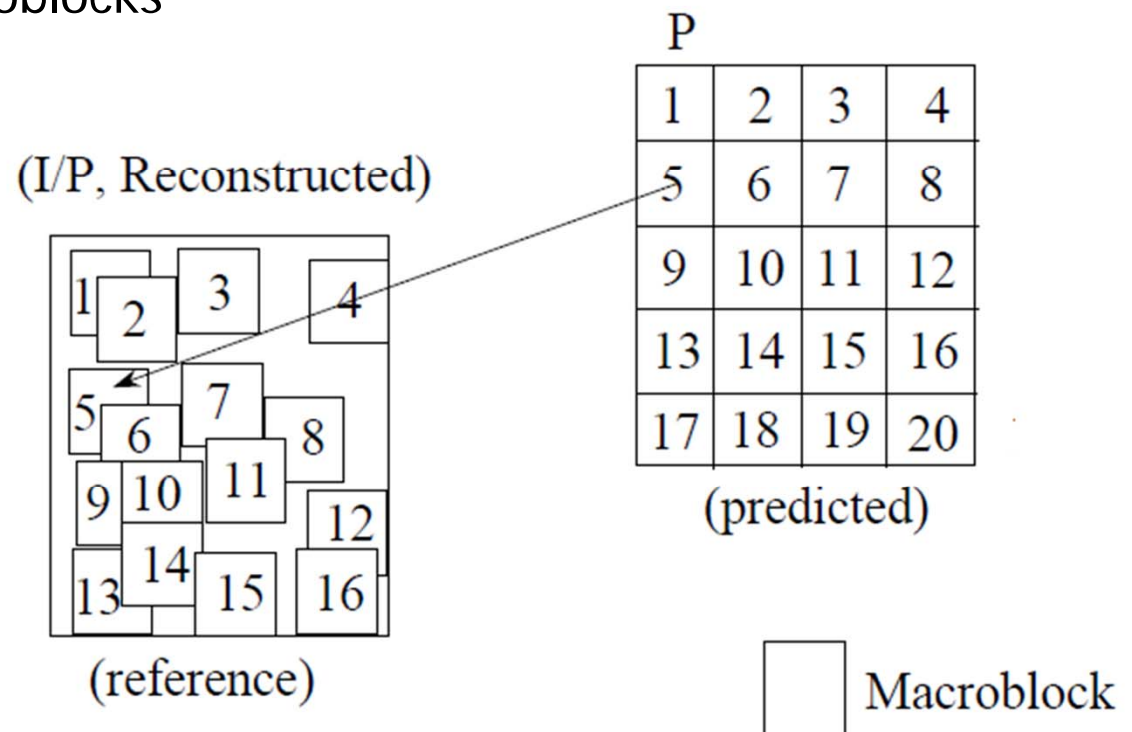 P
1 2 3 4
5 6 7 8
9 10 11 12
13 14 15 16
17 18 19 20
(predicted)
(I/P, Reconstructed)
1 2 3 4
5 6 7 8
9 10 11 12
13 14 15 16
(reference)
Macroblock